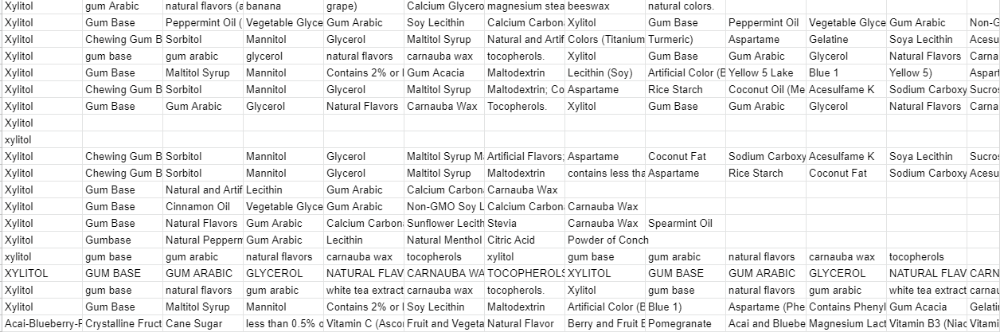 Xylitol gum Arabic natural flavors (a banana grape) Calcium Glycero magnesium stea beeswax natural colors.
Xylitol Gum Base Peppermint Oil ( Vegetable Glyce Gum Arabic Soy Lecithin Calcium Carbon Xylitol Gum Base Peppermint Oil Vegetable Glyce Gum Arabic Non-G
Xylitol Chewing Gum B Sorbitol Mannitol Glycerol Maltitol Syrup Natural and Artif Colors (Titanium Turmeric) Aspartame Gelatine Soya Lecithin Acesu
Xylitol gum base gum arabic glycerol natural flavors carnauba wax tocopherols. Xylitol Gum Base Gum Arabic Glycerol Natural Flavors Carna
Xylitol Gum Base Maltitol Syrup Mannitol Contains 2% or l Gum Acacia Maltodextrin Lecithin (Soy) Artificial Color (B Yellow 5 Lake Blue 1 Yellow 5) Aspart
Xylitol Chewing Gum B Sorbitol Mannitol Glycerol Maltitol Syrup Maltodextrin; Co Aspartame Rice Starch Coconut Oil (Me Acesulfame K Sodium Carboxy Sucros
Xylitol Gum Base Gum Arabic Glycerol Natural Flavors Carnauba Wax Tocopherols. Xylitol Gum Base Gum Arabic Glycerol Natural Flavors Carna
Xylitol
xylitol
Xylitol Chewing Gum B Sorbitol Mannitol Glycerol Maltitol Syrup M Artificial Flavors; Aspartame Coconut Fat Sodium Carboxy Acesulfame K Soya Lecithin Sucros
Xylitol Chewing Gum B Sorbitol Mannitol Glycerol Maltitol Syrup Maltodextrin contains less tha Aspartame Rice Starch Coconut Fat Sodium Carboxy Acesu
Xylitol Gum Base Natural and Artif Lecithin Gum Arabic Calcium Carbon Carnauba Wax
Xylitol Gum Base Cinnamon Oil Vegetable Glyce Gum Arabic Non-GMO Soy L Calcium Carbon Carnauba Wax
Xylitol Gum Base Natural Flavors Gum Arabic Calcium Carbon Sunflower Lecith Stevia Carnauba Wax Spearmint Oil
Xylitol Gumbase Natural Pepperm Gum Arabic Lecithin Natural Menthol Citric Acid Powder of Conch
xylitol gum base gum arabic natural flavors carnauba wax tocopherols xylitol gum base gum arabic natural flavors carnauba wax tocopherols
XYLITOL GUM BASE GUM ARABIC GLYCEROL NATURAL FLAV CARNAUBA WA TOCOPHEROLS XYLITOL GUM BASE GUM ARABIC GLYCEROL NATURAL FLAV CARN
Xylitol gum base natural flavors gum arabic white tea extract carnauba wax tocopherols Xylitol gum base natural flavors gum arabic white tea extract carnau
Xylitol Gum Base Maltitol Syrup Mannitol Contains 2% or l Soy Lecithin Maltodextrin Artificial Color (B Blue 1) Aspartame (Phe Contains Phenyl Gum Acacia Gelati
Acai-Blueberry-F Crystalline Fruct Cane Sugar less than 0.5% o Vitamin C (Asco Fruit and Vegeta Natural Flavor Berry and Fruit E Pomegranate Acai and Bluebe Magnesium Lact Vitamin B3 (Niac Vitami